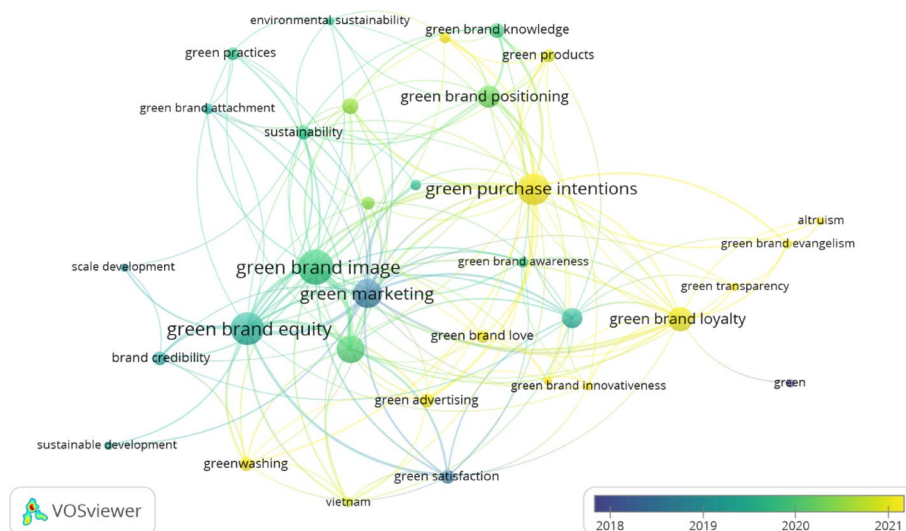 environmental sustainability
green brand knowledge
green practices
green products
green brand attachment
green brand positioning
sustainability
green purchase intentions
altruism
green brand evangelism
scale development
green brand image
green brand awareness
green marketing
green transparency
green brand equity
green brand loyalty
green brand love
brand credibility
green brand innovativeness
green
green advertising
sustainable development
greenwashing
green satisfaction
vietnam
VOSviewer
2018 2019 2020 2021